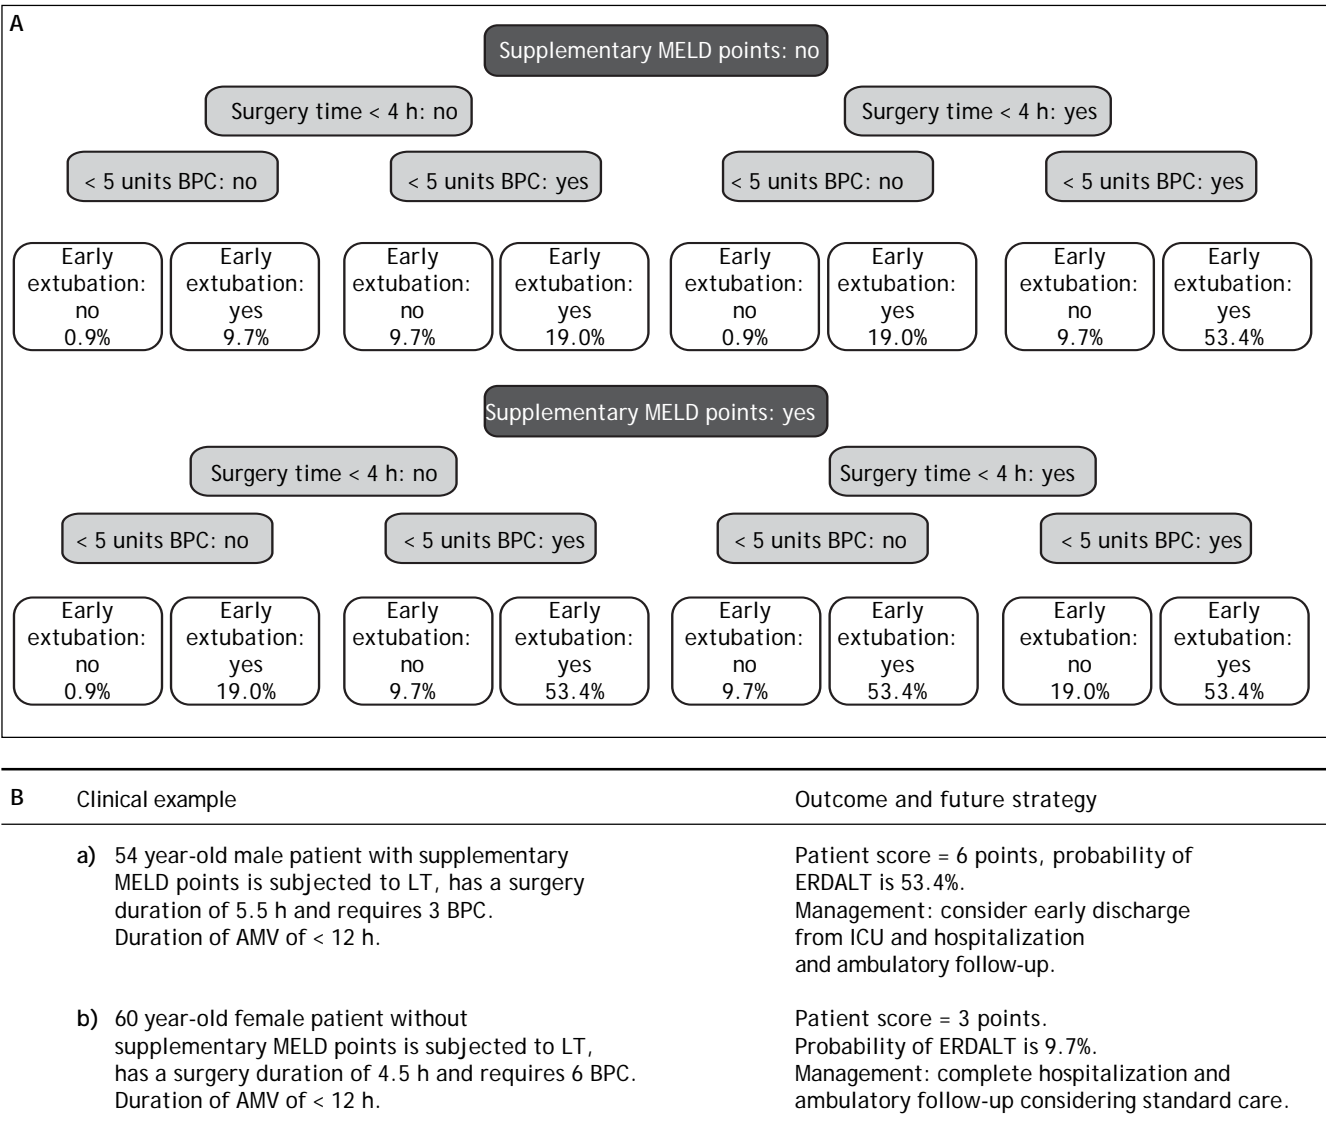 A
Supplementary MELD points: no
Surgery time < 4 h: no
Surgery time < 4 h: yes
< 5 units BPC: no
< 5 units BPC: yes
< 5 units BPC: no
< 5 units BPC: yes
Early
extubation:
no
0.9%
Early
extubation:
yes
9.7%
Early
extubation:
no
9.7%
Early
extubation:
yes
19.0%
Early
extubation:
no
0.9%
Early
extubation:
yes
19.0%
Early
extubation:
no
9.7%
Early
extubation:
yes
53.4%
Supplementary MELD points: yes
Surgery time < 4 h: no
Surgery time < 4 h: yes
< 5 units BPC: no
< 5 units BPC: yes
< 5 units BPC: no
< 5 units BPC: yes
Early
extubation:
no
0.9%
Early
extubation:
yes
19.0%
Early
extubation:
no
9.7%
Early
extubation:
yes
53.4%
Early
extubation:
no
9.7%
Early
extubation:
yes
53.4%
Early
extubation:
no
19.0%
Early
extubation:
yes
53.4%
B Clinical example
Outcome and future strategy
a) 54 year-old male patient with supplementary
MELD points is subjected to LT, has a surgery
duration of 5.5 h and requires 3 BPC.
Duration of AMV of < 12 h.
Patient score = 6 points, probability of
ERDALT is 53.4%.
Management: consider early discharge
from ICU and hospitalization
and ambulatory follow-up.
b) 60 year-old female patient without
supplementary MELD points is subjected to LT,
has a surgery duration of 4.5 h and requires 6 BPC.
Duration of AMV of < 12 h.
Patient score = 3 points.
Probability of ERDALT is 9.7%.
Management: complete hospitalization and
ambulatory follow-up considering standard care.